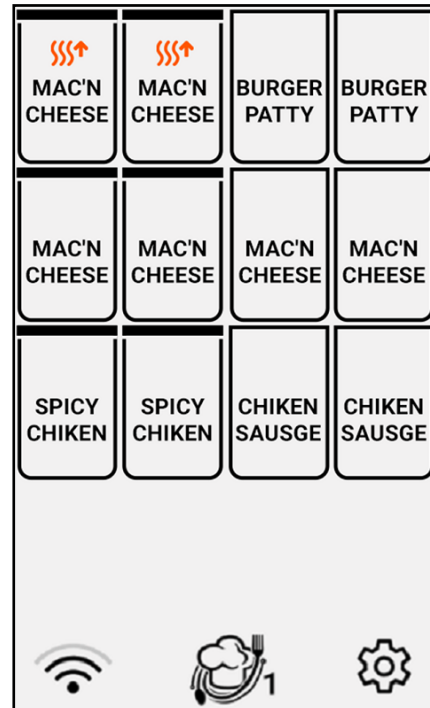 MAC'N
CHEESE
MAC'N
CHEESE
BURGER
PATTY
BURGER
PATTY
MAC'N
CHEESE
MAC'N
CHEESE
MAC'N
CHEESE
MAC'N
CHEESE
SPICY
CHIKEN
SPICY
CHIKEN
CHIKEN
SAUSGE
CHIKEN
SAUSGE
1